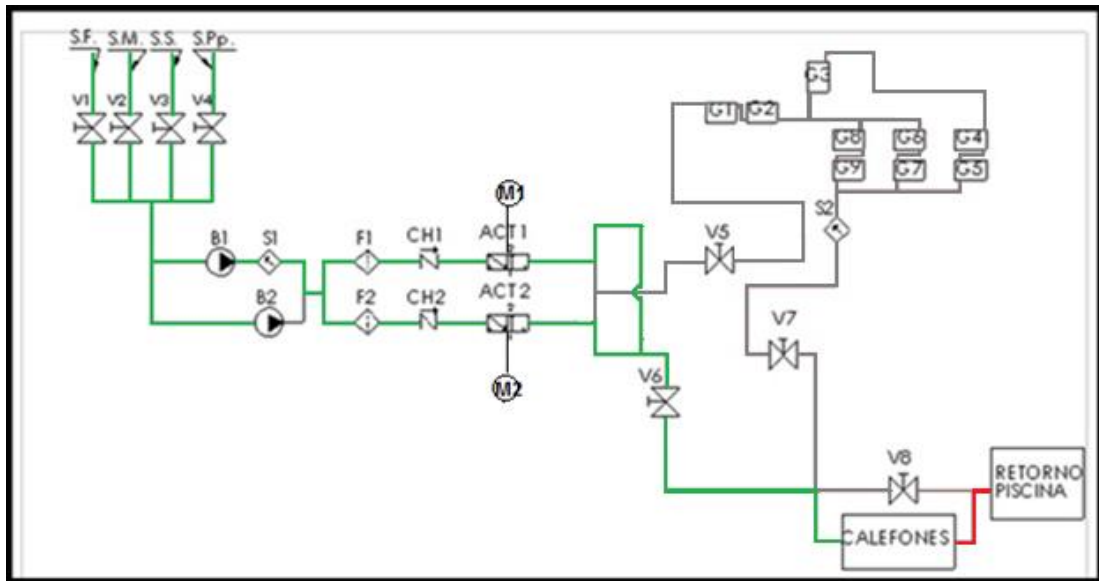 S.F. S.M. S.S. S.Pp.
V1 V2 V3 V4
G3
G1 G2
G8 G6 G4
G9 G7 G5
M1
S2
B1 S1 F1 CH1 ACT1 V5
B2 F2 CH2 ACT2
V7
M2 V6
V8
RETORNO
PISCINA
CALEFONES